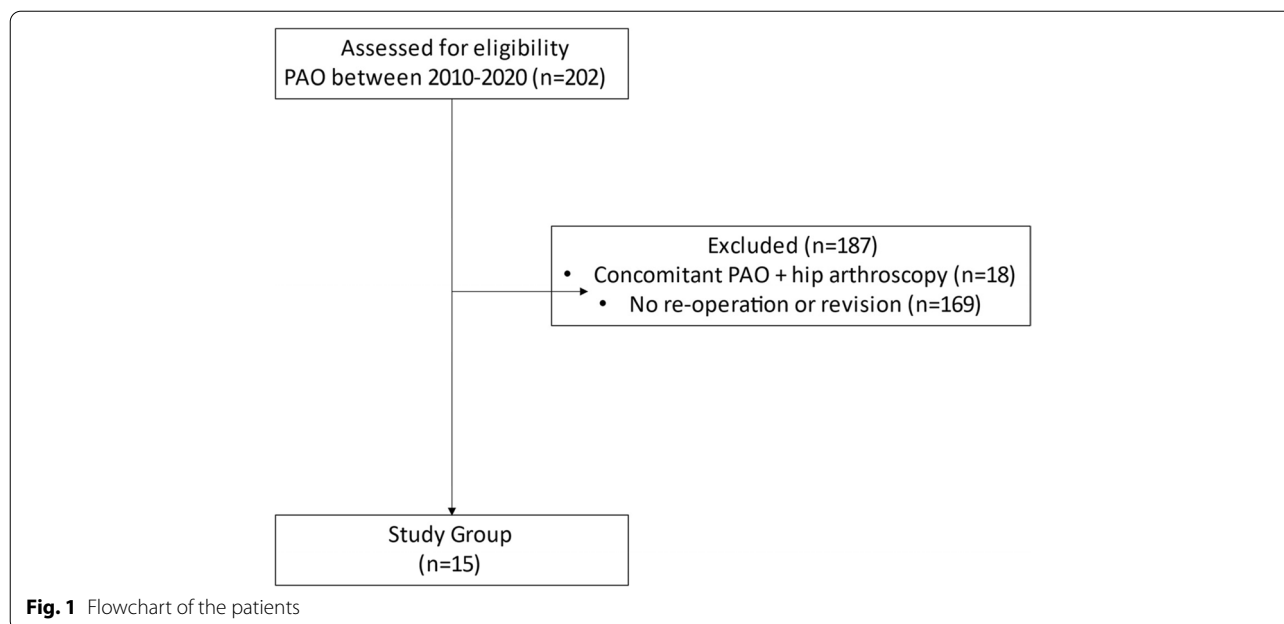 Assessed for eligibility
PAO between 2010-2020 (n=202)
Excluded (n=187)
• Concomitant PAO + hip arthroscopy (n=18)
• No re-operation or revision (n=169)
Study Group
(n=15)
Fig. 1 Flowchart of the patients